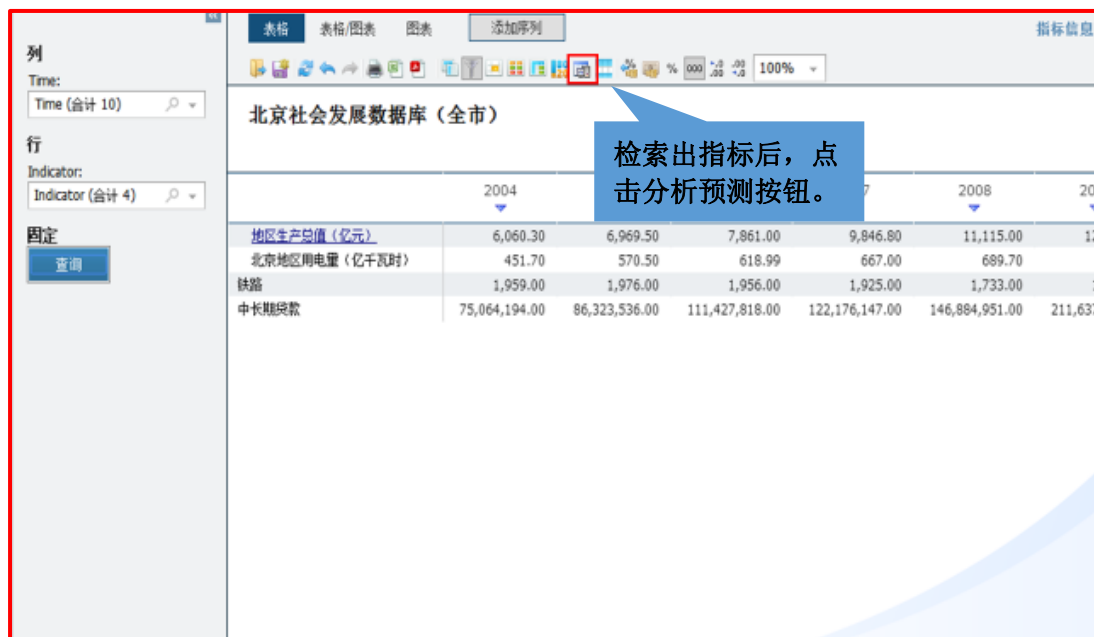 表格 表格/图表 图表 添加序列 指标信息
列
Time:
Time (合计 10)
行
Indicator:
Indicator (合计 4)
固定
查询
% 000 100%
北京社会发展数据库（全市）
检索出指标后，点
击分析预测按钮。
2004 7 2008 20
地区生产总值（亿元） 6,060.30 6,969.50 7,861.00 9,846.80 11,115.00
北京地区用电量（亿千瓦时） 451.70 570.50 618.99 667.00 689.70
铁路 1,959.00 1,976.00 1,956.00 1,925.00 1,733.00
中长期贷款 75,064,194.00 86,323,536.00 111,427,818.00 122,176,147.00 146,884,951.00 211,637